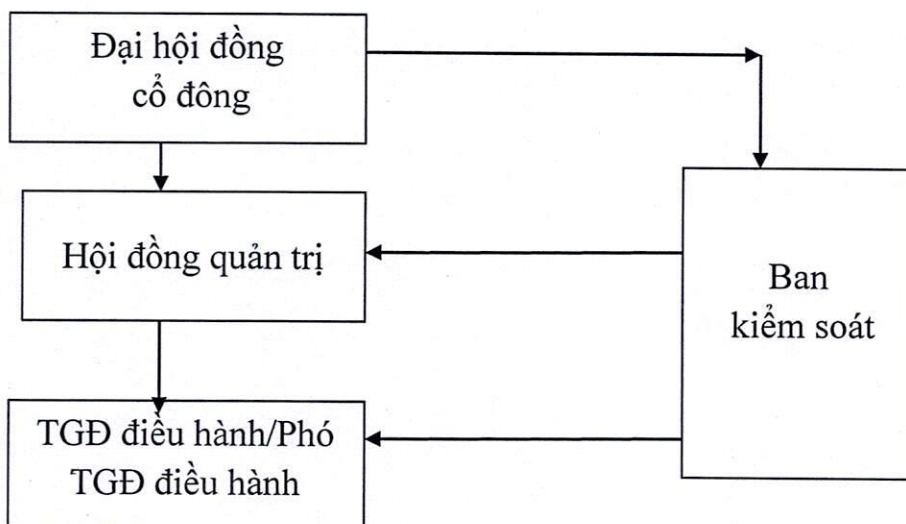 Đại hội đồng
cổ đông
Hội đồng quản trị
Ban
kiểm soát
TGĐ điều hành/Phó
TGĐ điều hành